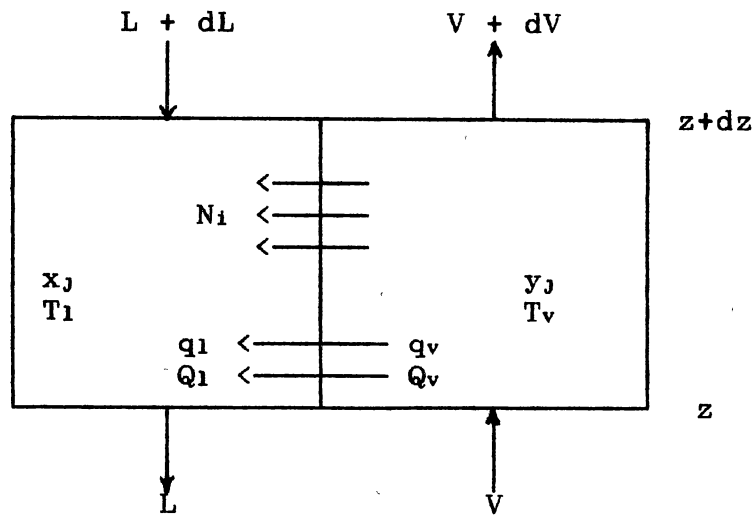 L + dL V + dV
z+dz
Ni
xJ yJ
Tl Tv
ql qv
Ql Qv
z
L V